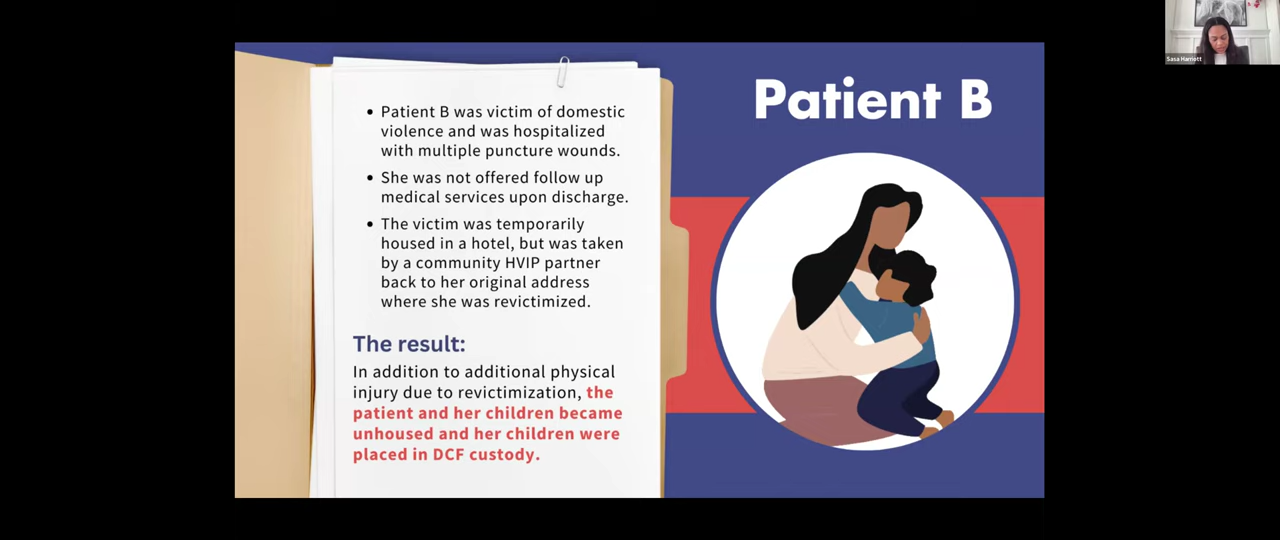 Sasa Harriott
Patient B
• Patient B was victim of domestic
violence and was hospitalized
with multiple puncture wounds.
• She was not offered follow up
medical services upon discharge.
• The victim was temporarily
housed in a hotel, but was taken
by a community HVIP partner
back to her original address
where she was revictimized.
The result:
In addition to additional physical
injury due to revictimization, the
patient and her children became
unhoused and her children were
placed in DCF custody.